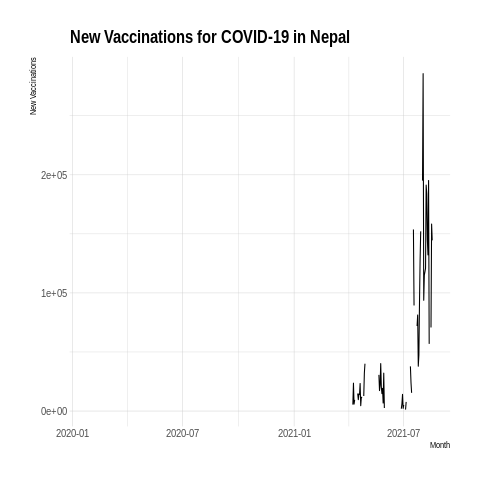 New Vaccinations for COVID-19 in Nepal
New Vaccinations
2e+05
1e+05
0e+00
2020-01 2020-07 2021-01 2021-07
Month